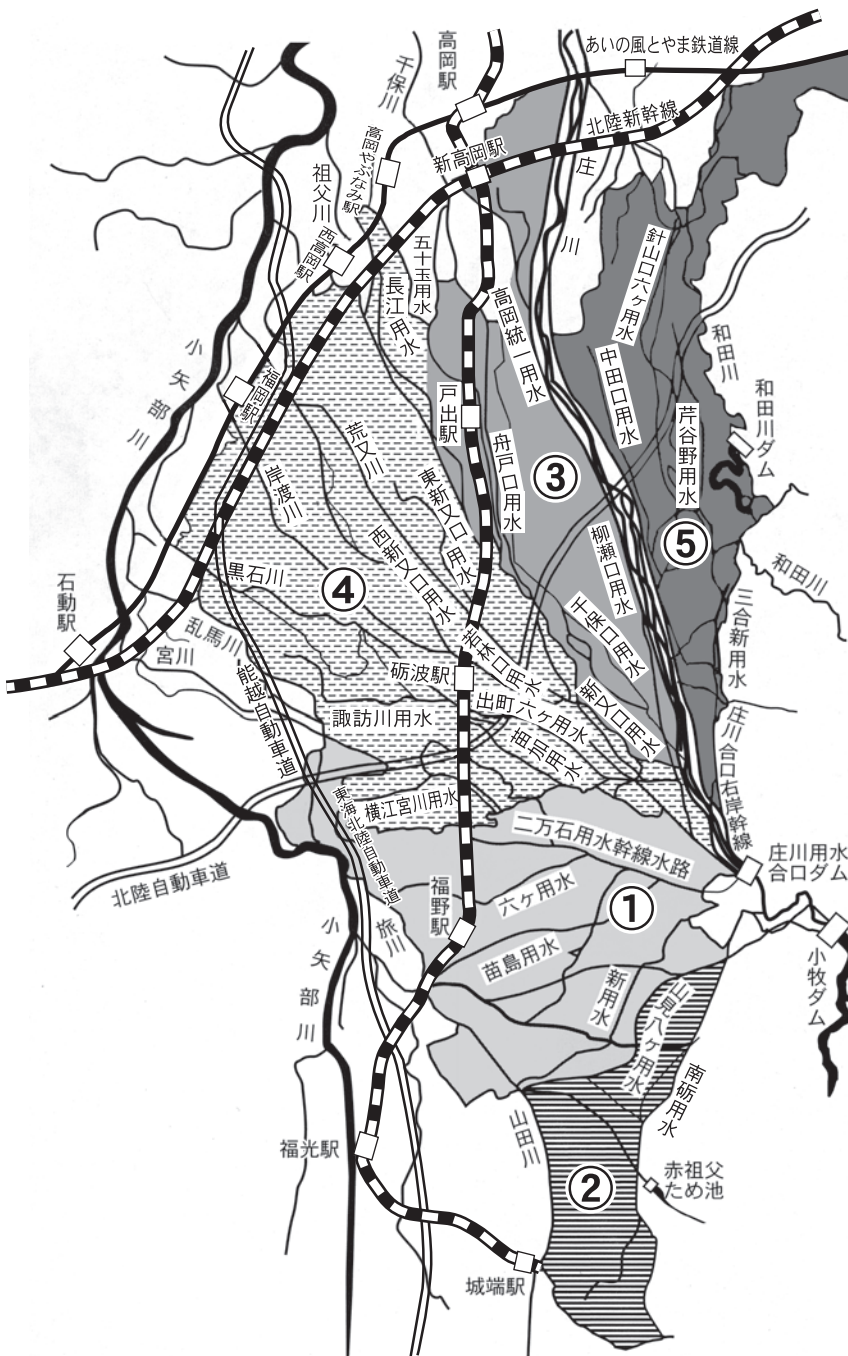 あいの風とやま鉄道線
高岡駅
千保川
北陸新幹線
新高岡駅
高岡やぶなみ駅
祖父川
西高岡駅
庄川
五十玉用水
長江用水
針山口六ヶ用水
高岡統一用水
和田川
中田口用水
小矢部川
福岡駅
戸出駅
和田川ダム
芹谷野用水
荒又川
舟戸口用水
③
岸渡川
東新又口用水
⑤
西新又口用水
柳瀬口用水
黒石川
④
和田川
石動駅
千保口用水
三合新用水
乱馬川
宮川
若林口用水
砺波駅
能越自動車道
出町六ヶ用水
新又口用水
諏訪川用水
苗加用水
庄川合口右岸幹線
東海北陸自動車道
横江宮川用水
二万石用水幹線水路
庄川用水
合口ダム
北陸自動車道
福野駅
六ヶ用水
①
旅川
小矢部川
苗島用水
新用水
小牧ダム
山見八ヶ用水
南砺用水
山田川
福光駅
②
赤祖父
ため池
城端駅